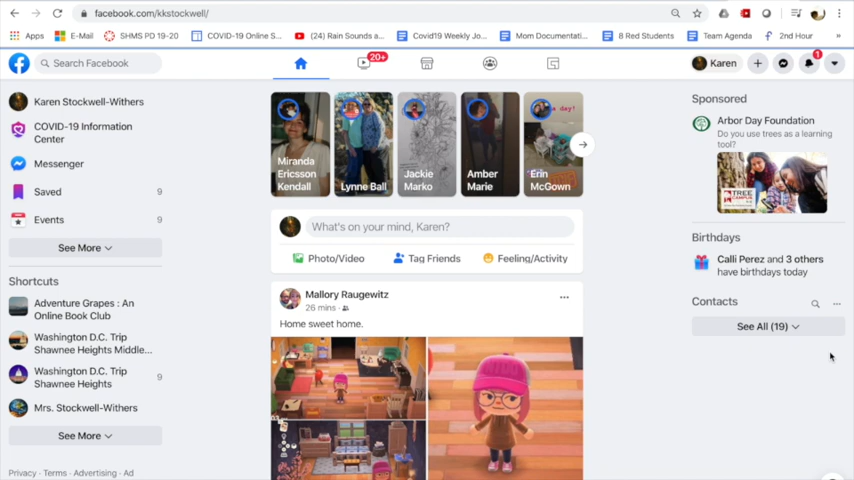 facebook.com/kkstockwell/
Apps E-Mail SHMS PD 19-20 COVID-19 Online S... (24) Rain Sounds a... Covid19 Weekly Jo... Mom Documentati... 8 Red Students Team Agenda 2nd Hour »
Search Facebook 20+ Karen 1
Karen Stockwell-Withers
COVID-19 Information
Center
Messenger
Saved 9
Events 9
See More
Shortcuts
Adventure Grapes : An
Online Book Club
Washington D.C. Trip
Shawnee Heights Middle...
Washington D.C. Trip
Shawnee Heights 9
Mrs. Stockwell-Withers
See More
Privacy · Terms · Advertising · Ad
Miranda
Ericsson
Kendall
Lynne Ball
Jackie
Marko
Amber
Marie
a day!
Erin
McGown
What's on your mind, Karen?
Photo/Video Tag Friends Feeling/Activity
Mallory Raugewitz
26 mins ·
Home sweet home.
Sponsored
Arbor Day Foundation
Do you use trees as a learning
tool?
TREE
CAMPUS
Birthdays
Calli Perez and 3 others
have birthdays today
Contacts
See All (19)